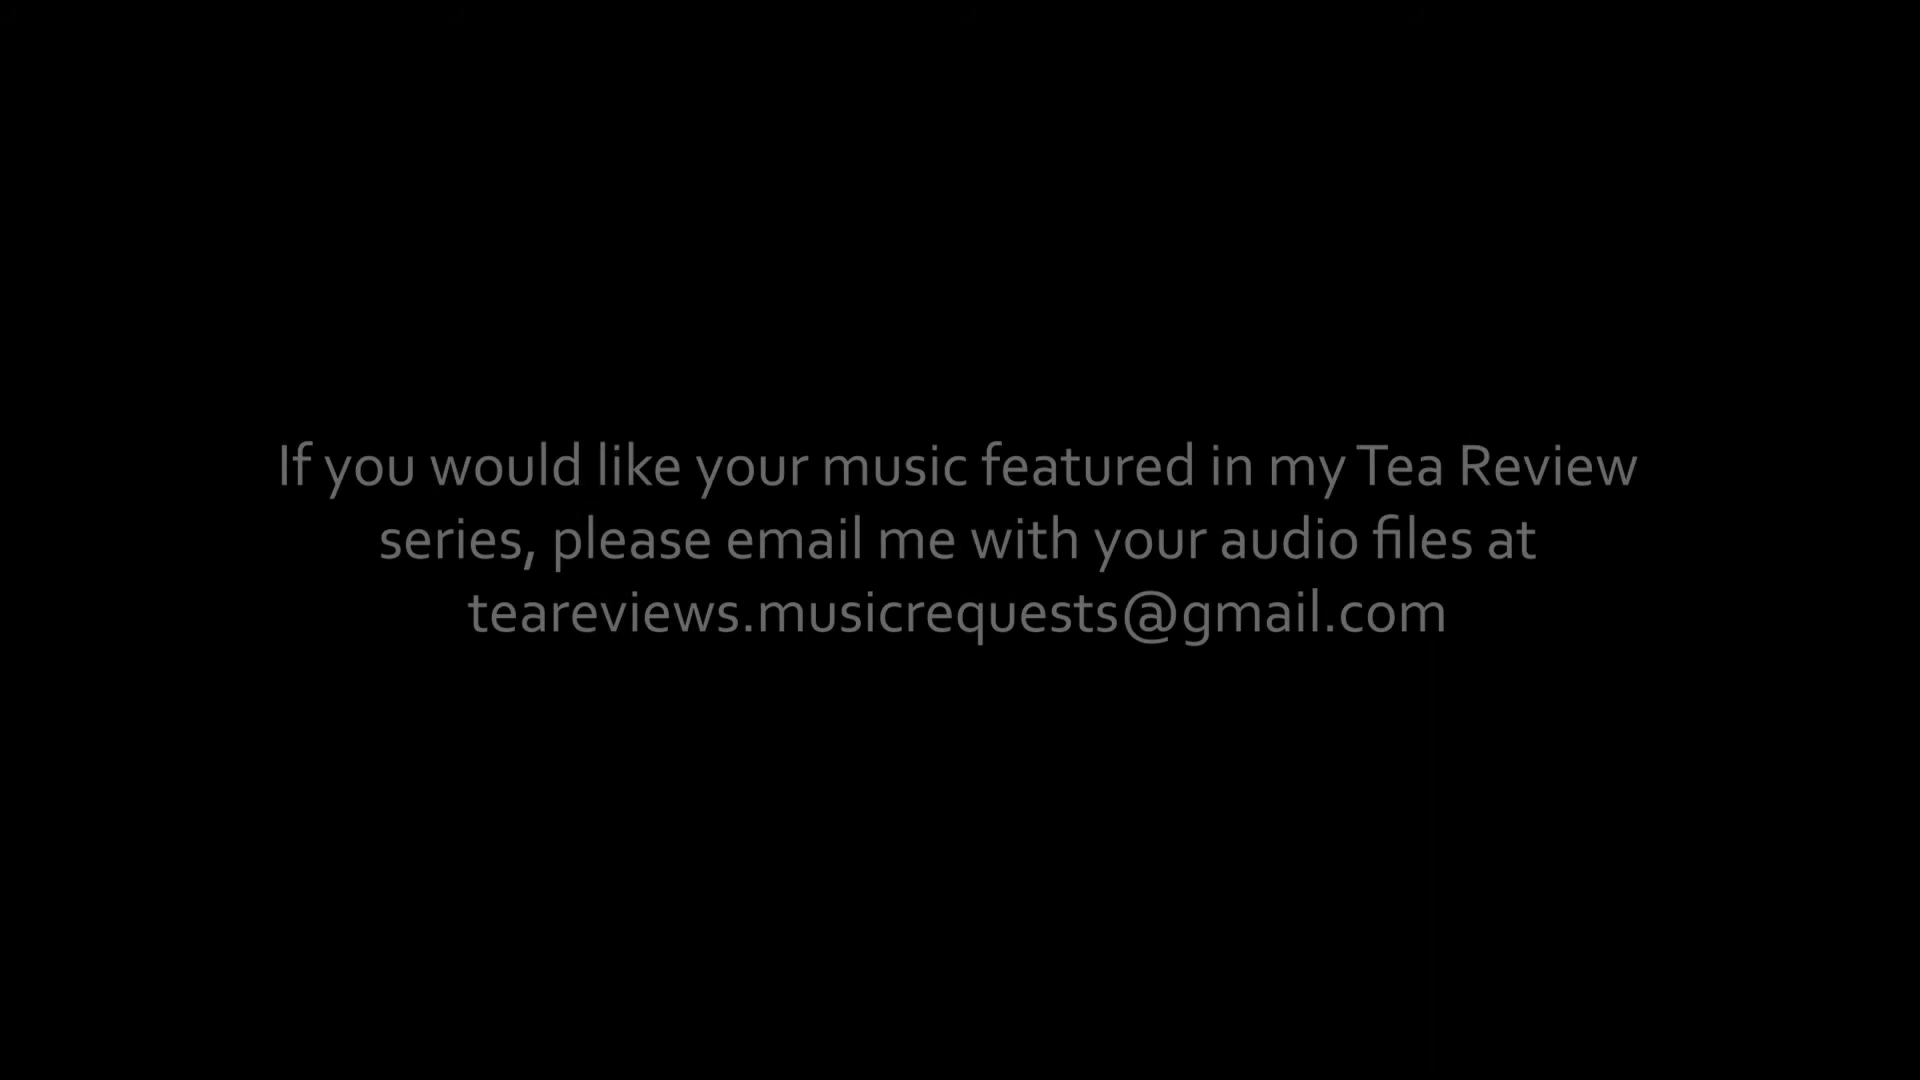 If you would like your music featured in my Tea Review
series, please email me with your audio files at
teareviews.musicrequests@gmail.com